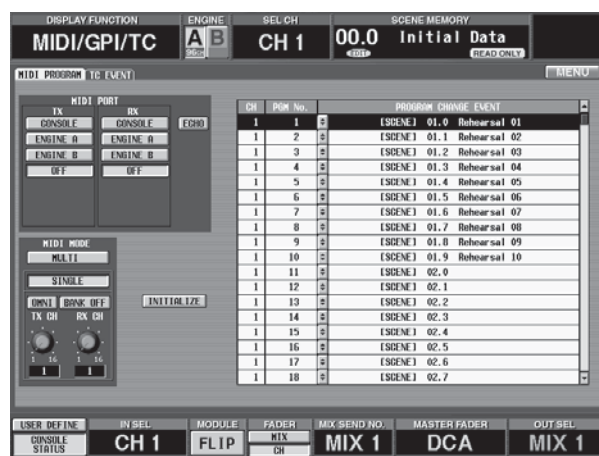 DISPLAY FUNCTION ENGINE SEL CH SCENE MEMORY
MIDI/GPI/TC A B CH 1 00.0 Initial Data
96CH EDIT READ ONLY
MIDI PROGRAM TC EVENT MENU
MIDI PORT
TX RX
CONSOLE CONSOLE ECHO
ENGINE A ENGINE A
ENGINE B ENGINE B
OFF OFF
MIDI MODE
MULTI
SINGLE
OMNI BANK OFF
TX CH RX CH
1 16 1 16
1 1
INITIALIZE
CH PGM No. PROGRAM CHANGE EVENT
1 1 [SCENE] 01.0 Rehearsal 01
1 2 [SCENE] 01.1 Rehearsal 02
1 3 [SCENE] 01.2 Rehearsal 03
1 4 [SCENE] 01.3 Rehearsal 04
1 5 [SCENE] 01.4 Rehearsal 05
1 6 [SCENE] 01.5 Rehearsal 06
1 7 [SCENE] 01.6 Rehearsal 07
1 8 [SCENE] 01.7 Rehearsal 08
1 9 [SCENE] 01.8 Rehearsal 09
1 10 [SCENE] 01.9 Rehearsal 10
1 11 [SCENE] 02.0
1 12 [SCENE] 02.1
1 13 [SCENE] 02.2
1 14 [SCENE] 02.3
1 15 [SCENE] 02.4
1 16 [SCENE] 02.5
1 17 [SCENE] 02.6
1 18 [SCENE] 02.7
USER DEFINE IN SEL MODULE FADER MIX SEND NO. MASTER FADER OUT SEL
CONSOLE STATUS CH 1 FLIP MIX CH MIX 1 DCA MIX 1